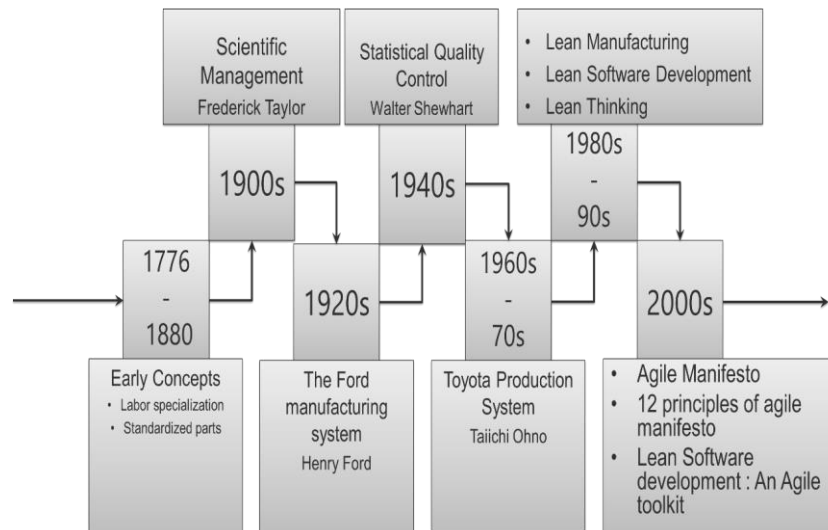 Scientific
Management
Frederick Taylor
Statistical Quality
Control
Walter Shewhart
• Lean Manufacturing
• Lean Software Development
• Lean Thinking
1900s
1940s
1980s
-
90s
1776
-
1880
1920s
1960s
-
70s
2000s
Early Concepts
• Labor specialization
• Standardized parts
The Ford
manufacturing
system
Henry Ford
Toyota Production
System
Taiichi Ohno
• Agile Manifesto
• 12 principles of agile
manifesto
• Lean Software
development : An Agile
toolkit